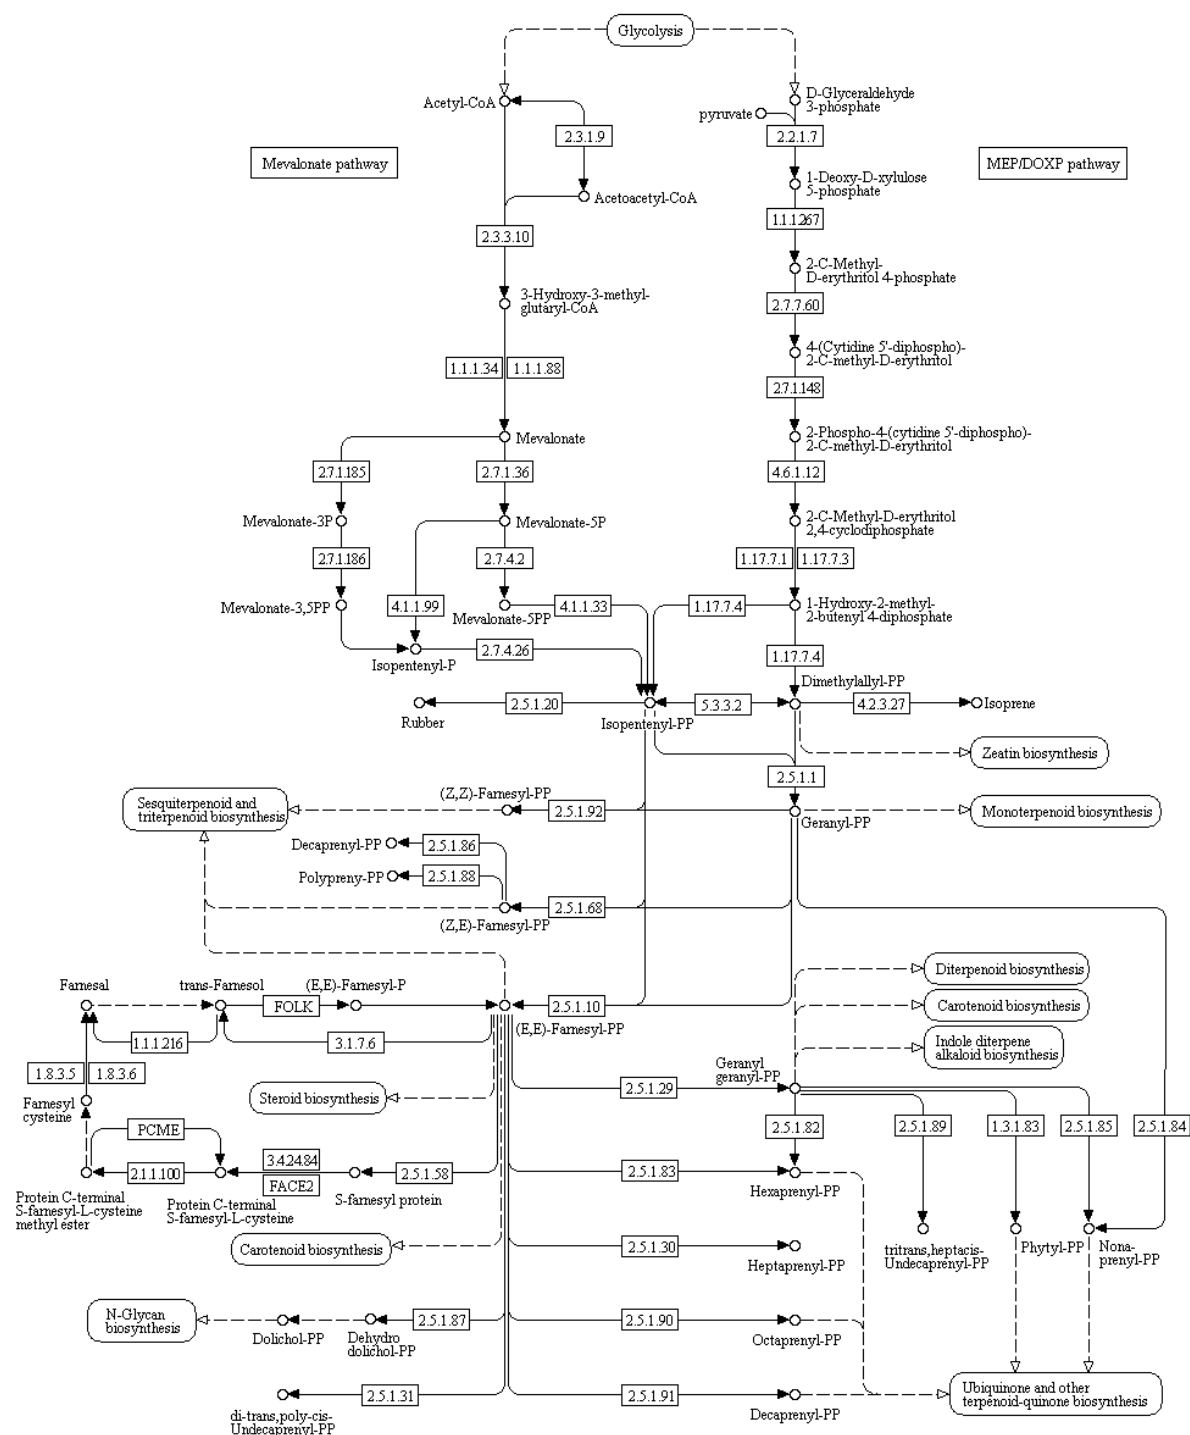 Glycolysis
Acetyl-CoA
D-Glyceraldehyde
3-phosphate
pyruvate
2.3.1.9
2.2.1.7
Mevalonate pathway
MEP/DOXP pathway
1-Deoxy-D-xylulose
5-phosphate
Acetoacetyl-CoA
1.1.1.267
2.3.3.10
2-C-Methyl-
D-erythritol 4-phosphate
3-Hydroxy-3-methyl-
glutaryl-CoA
2.7.7.60
4-(Cytidine 5'-diphospho)-
2-C-methyl-D-erythritol
1.1.1.34
1.1.1.88
2.7.1.148
Mevalonate
2-Phospho-4-(cytidine 5'-diphospho)-
2-C-methyl-D-erythritol
2.7.1.185
2.7.1.36
4.6.1.12
Mevalonate-3P
Mevalonate-5P
2-C-Methyl-D-erythritol
2,4-cyclodiphosphate
2.7.1.186
2.7.4.2
1.17.7.1
1.17.7.3
Mevalonate-3,5PP
4.1.1.99
Mevalonate-5PP
4.1.1.33
1.17.7.4
1-Hydroxy-2-methyl-
2-butenyl 4-diphosphate
Isopentenyl-P
2.7.4.26
1.17.7.4
Dimethylallyl-PP
Rubber
2.5.1.20
Isopentenyl-PP
5.3.3.2
4.2.3.27
Isoprene
Zeatin biosynthesis
2.5.1.1
Sesquiterpenoid and
triterpenoid biosynthesis
(Z,Z)-Farnesyl-PP
2.5.1.92
Geranyl-PP
Monoterpenoid biosynthesis
Decaprenyl-PP
2.5.1.86
Polypreny-PP
2.5.1.88
(Z,E)-Farnesyl-PP
2.5.1.68
Diterpenoid biosynthesis
Farnesal
trans-Farnesol
(E,E)-Farnesyl-P
FOLK
2.5.1.10
(E,E)-Farnesyl-PP
Carotenoid biosynthesis
1.1.1.216
3.1.7.6
Indole diterpene
alkaloid biosynthesis
1.8.3.5
1.8.3.6
Geranyl
geranyl-PP
2.5.1.29
Farnesyl
cysteine
Steroid biosynthesis
PCME
2.5.1.82
2.5.1.89
1.3.1.83
2.5.1.85
2.5.1.84
3.4.24.84
2.1.1.100
FACE2
2.5.1.58
2.5.1.83
Protein C-terminal
S-farnesyl-L-cysteine
methyl ester
Protein C-terminal
S-farnesyl-L-cysteine
S-farnesyl protein
Hexaprenyl-PP
Carotenoid biosynthesis
2.5.1.30
Heptaprenyl-PP
tritrans,heptacis-
Undecaprenyl-PP
Phytyl-PP
Nona-
prenyl-PP
N-Glycan
biosynthesis
Dolichol-PP
Dehydro
dolichol-PP
2.5.1.87
2.5.1.90
Octaprenyl-PP
di-trans,poly-cis-
Undecaprenyl-PP
2.5.1.31
2.5.1.91
Decaprenyl-PP
Ubiquinone and other
terpenoid-quinone biosynthesis